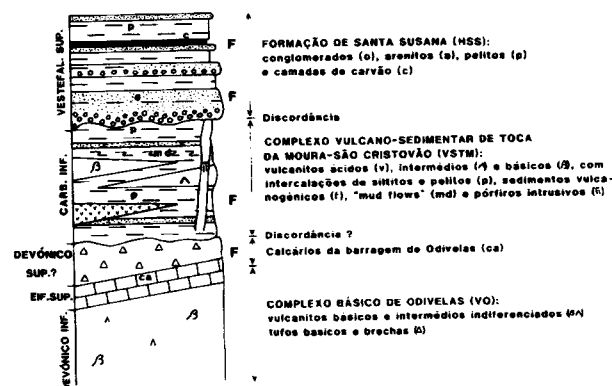 VESTEFAL. SUP.
CARB. INF.
DEVÓNICO
SUP.?
EIF.SUP.
DEVÓNICO INF.
p
c
F
s
F
p
md
β
^
p
F
F
ca
^
β
^
β
FORMAÇÃO DE SANTA SUSANA (HSS):
conglomerados (o), arenitos (s), pelitos (p)
e camadas de carvão (c)
Discordância
COMPLEXO VULCANO-SEDIMENTAR DE TOCA
DA MOURA-SÃO CRISTOVÃO (VSTM):
vulcanitos ácidos (v), intermédios (^) e básicos (β), com
intercalações de siltitos e pelitos (p), sedimentos vulca-
nogénicos (f), "mud flows" (md) e pórfiros intrusivos
Discordância ?
Calcários da barragem de Odivelas (ca)
COMPLEXO BÁSICO DE ODIVELAS (VO):
vulcanitos básicos e intermédios indiferenciados (β^)
tufos basicos e brechas (△)